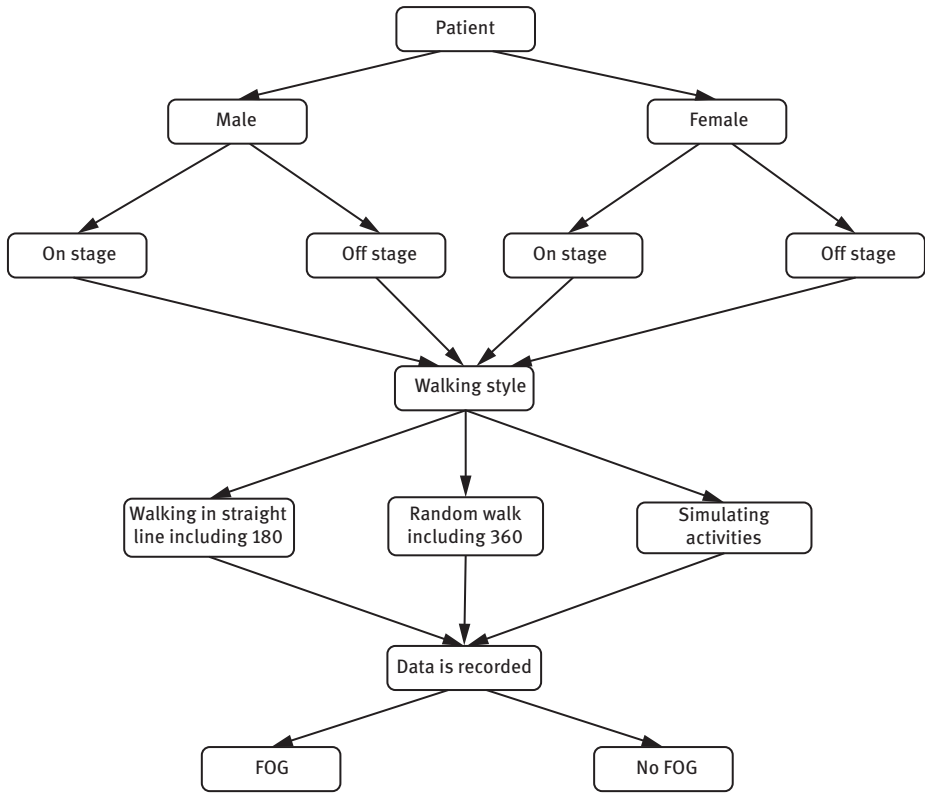 Patient
Male
Female
On stage
Off stage
On stage
Off stage
Walking style
Walking in straight
line including 180
Random walk
including 360
Simulating
activities
Data is recorded
FOG
No FOG